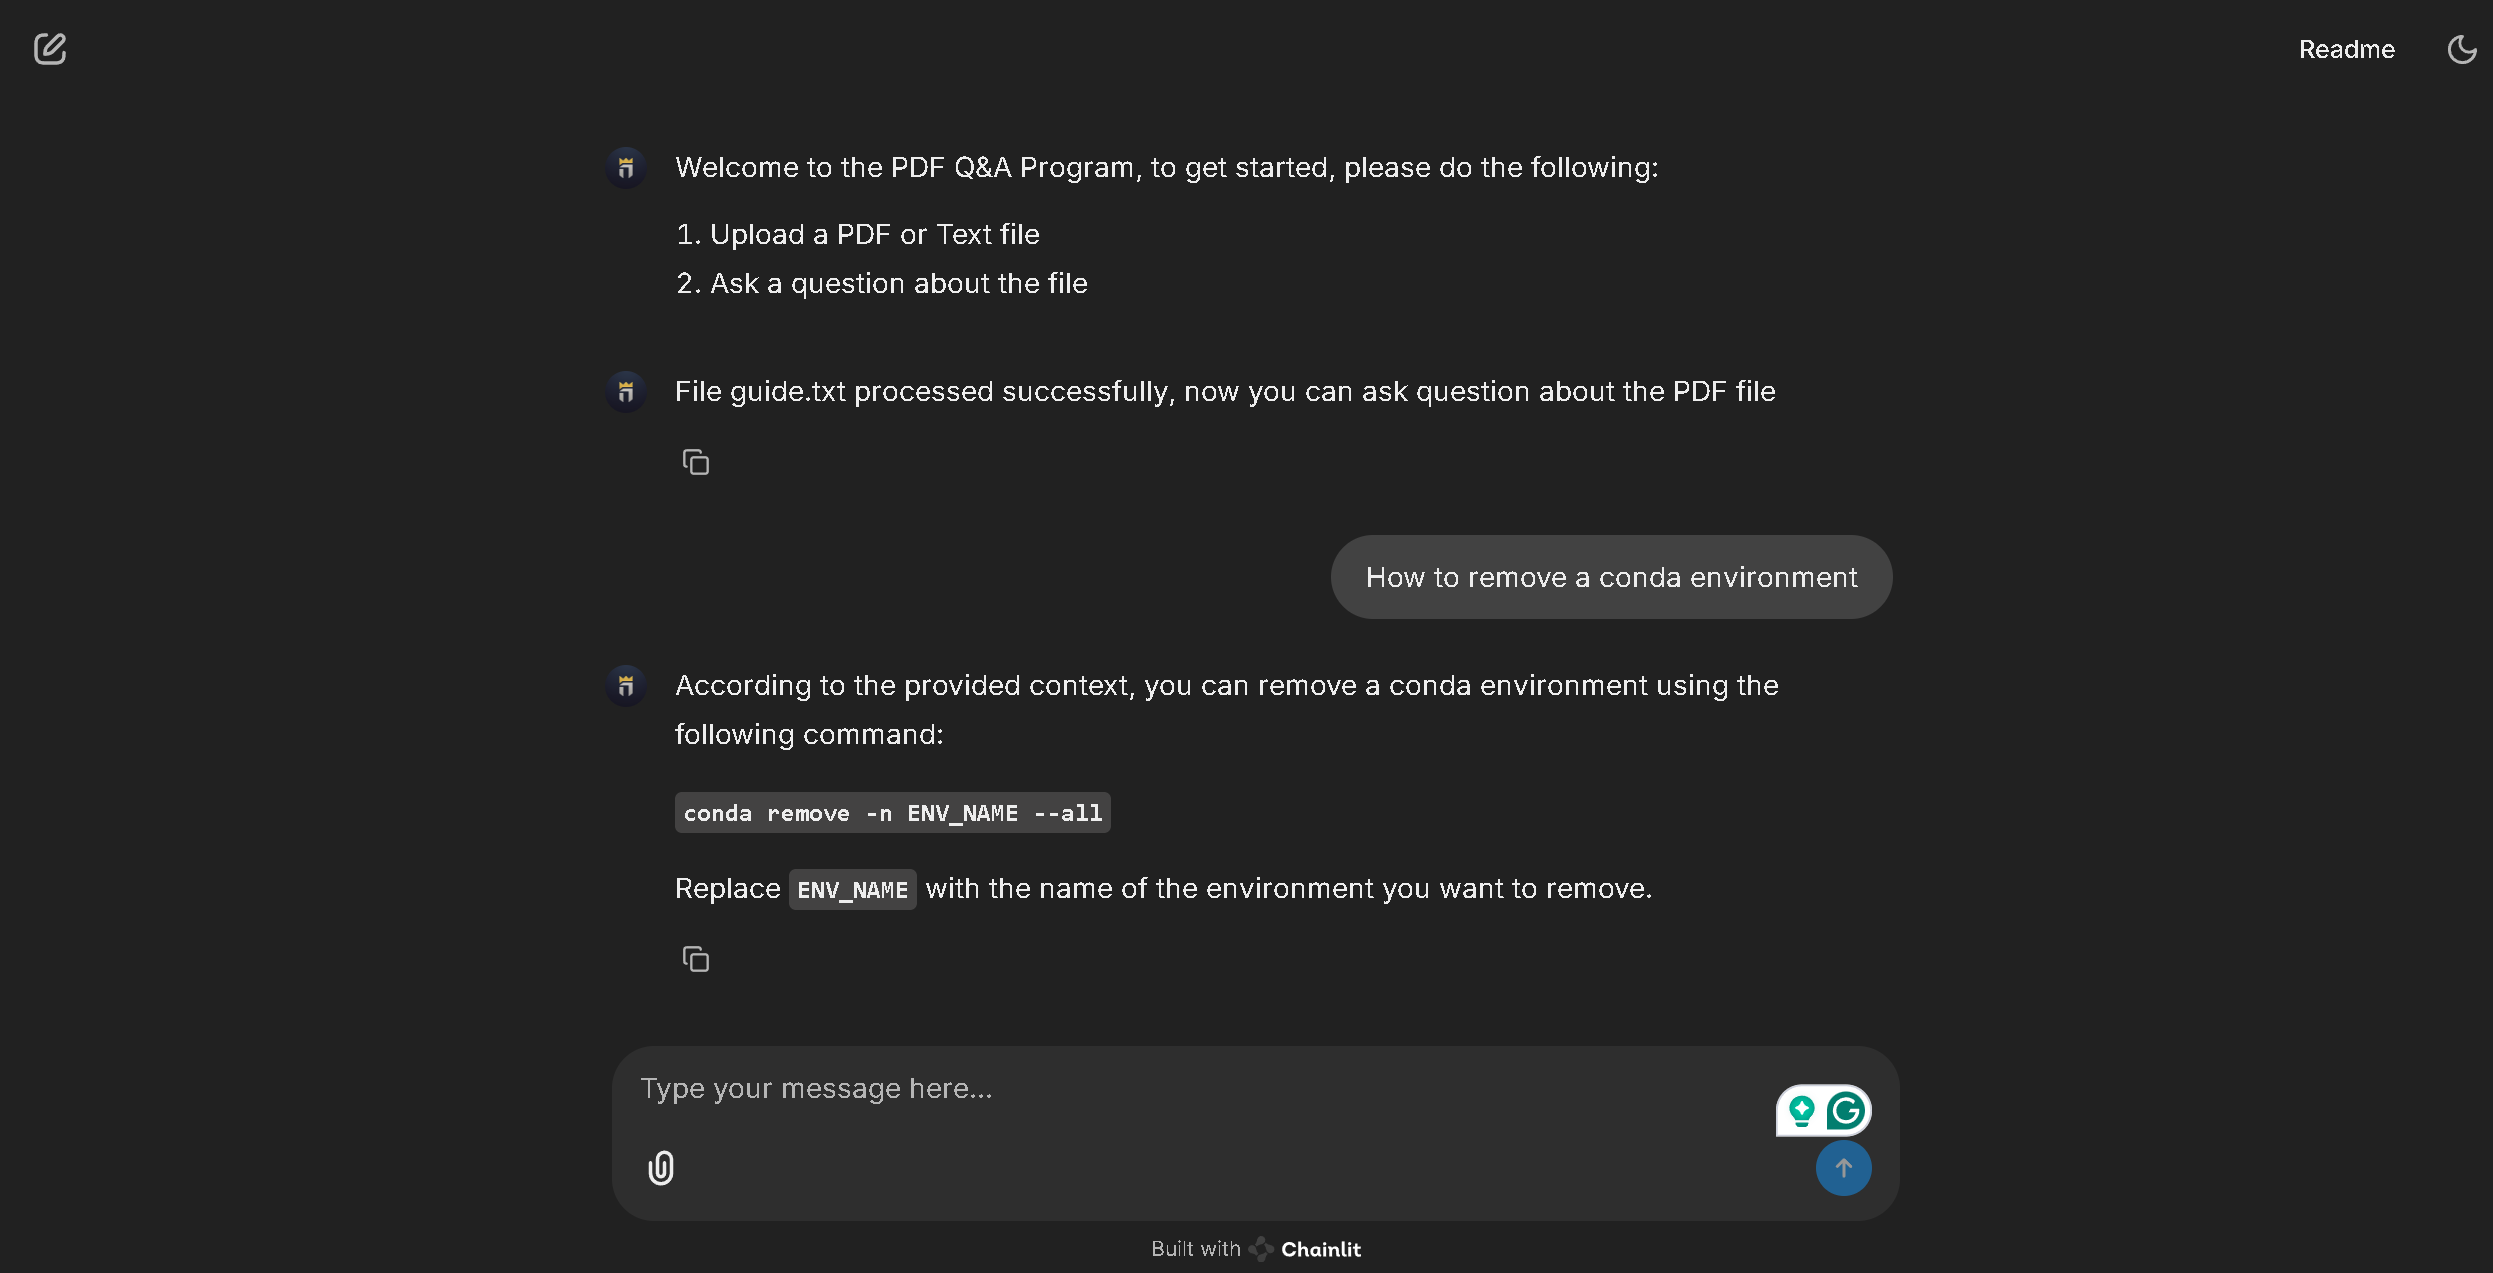 Readme
Welcome to the PDF Q&A Program, to get started, please do the following:
1. Upload a PDF or Text file
2. Ask a question about the file
File guide.txt processed successfully, now you can ask question about the PDF file
How to remove a conda environment
According to the provided context, you can remove a conda environment using the
following command:
conda remove -n ENV_NAME --all
Replace ENV_NAME with the name of the environment you want to remove.
Type your message here...
Built with Chainlit